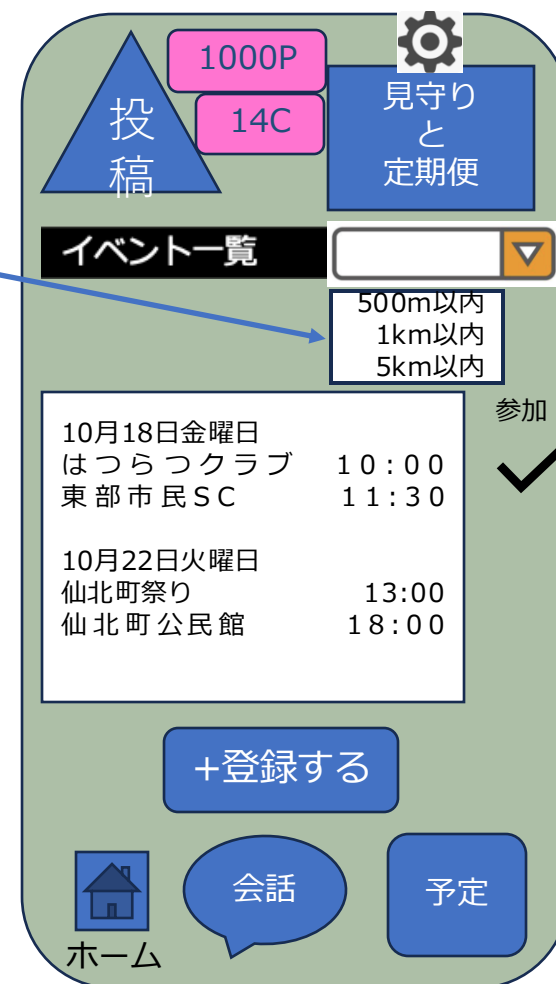 1000P
14C
投
稿
見守り
と
定期便
イベント一覧
500m以内
1km以内
5km以内
参加
10月18日金曜日
はつらつクラブ 10:00
東部市民SC 11:30
10月22日火曜日
仙北町祭り 13:00
仙北町公民館 18:00
+登録する
ホーム
会話
予定